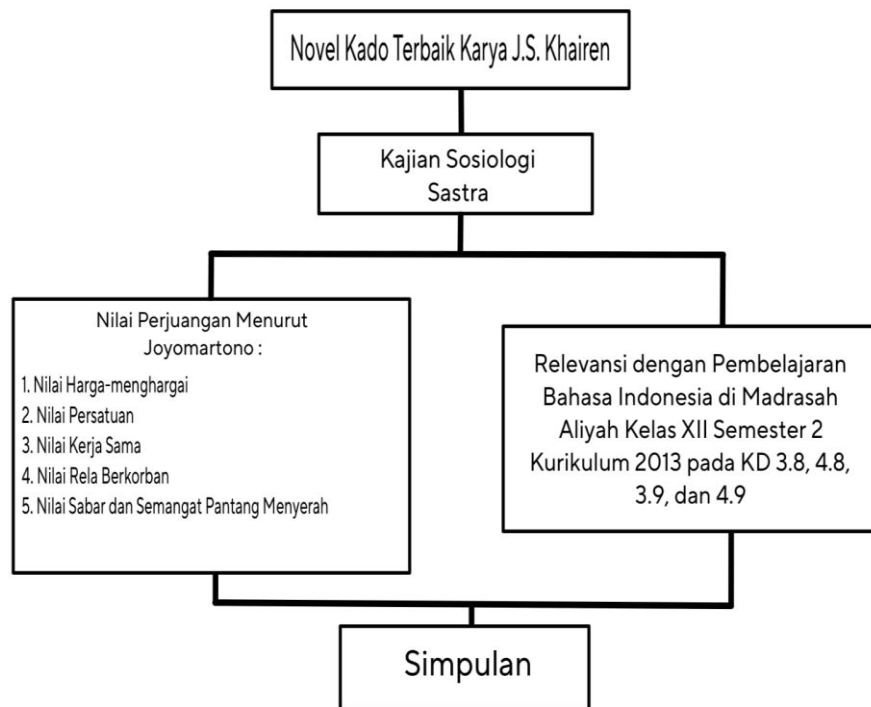 Novel Kado Terbaik Karya J.S. Khairen
Kajian Sosiologi
Sastra
Nilai Perjuangan Menurut
Joyomartono :
1. Nilai Harga-menghargai
2. Nilai Persatuan
3. Nilai Kerja Sama
4. Nilai Rela Berkorban
5. Nilai Sabar dan Semangat Pantang Menyerah
Relevansi dengan Pembelajaran
Bahasa Indonesia di Madrasah
Aliyah Kelas XII Semester 2
Kurikulum 2013 pada KD 3.8, 4.8,
3.9, dan 4.9
Simpulan